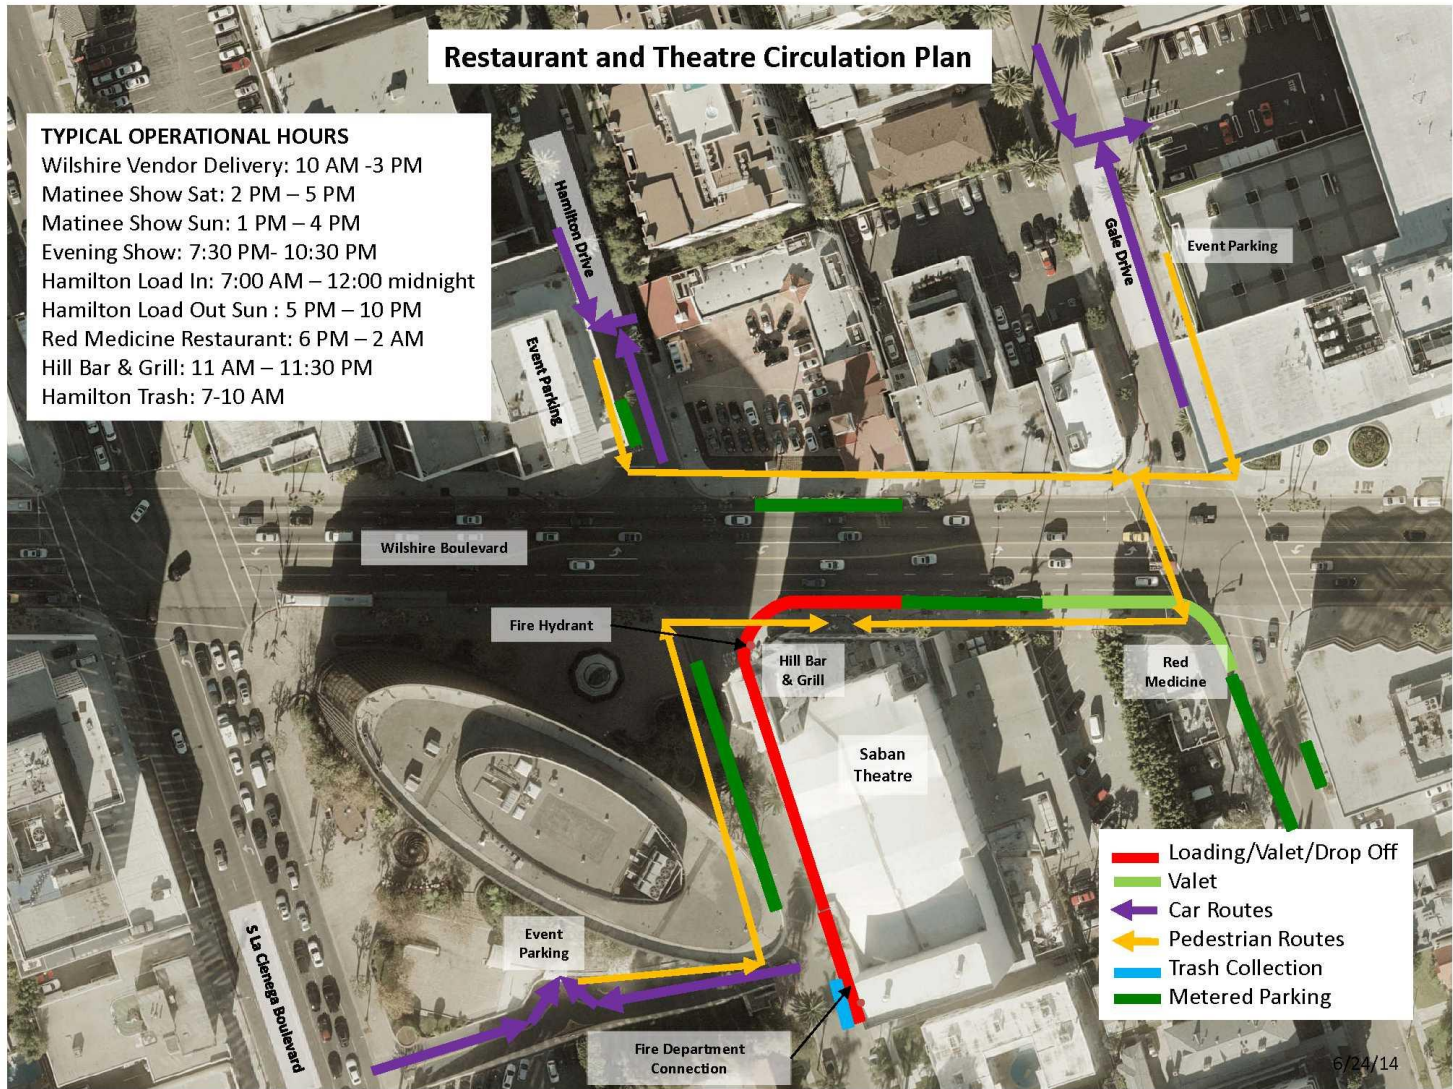 Restaurant and Theatre Circulation Plan
TYPICAL OPERATIONAL HOURS
Wilshire Vendor Delivery: 10 AM -3 PM
Matinee Show Sat: 2 PM – 5 PM
Matinee Show Sun: 1 PM – 4 PM
Evening Show: 7:30 PM- 10:30 PM
Hamilton Load In: 7:00 AM – 12:00 midnight
Hamilton Load Out Sun : 5 PM – 10 PM
Red Medicine Restaurant: 6 PM – 2 AM
Hill Bar & Grill: 11 AM – 11:30 PM
Hamilton Trash: 7-10 AM
Hamilton Drive
Gale Drive
Event Parking
Event Parking
Wilshire Boulevard
Fire Hydrant
Hill Bar
& Grill
Red
Medicine
Saban
Theatre
S La Cienega Boulevard
Event
Parking
Fire Department
Connection
Loading/Valet/Drop Off
Valet
Car Routes
Pedestrian Routes
Trash Collection
Metered Parking
6/24/14